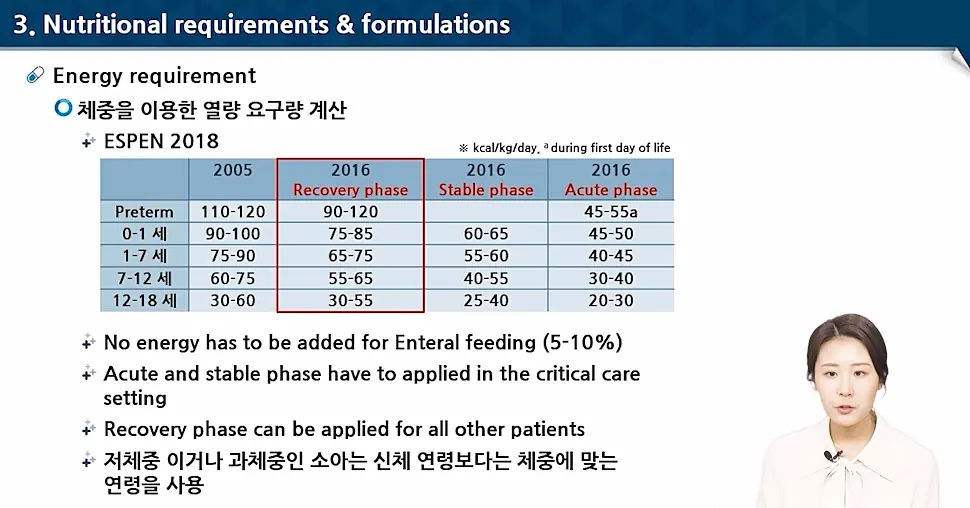 3. Nutritional requirements & formulations
Energy requirement
체중을 이용한 열량 요구량 계산
ESPEN 2018
※ kcal/kg/day, a during first day of life
2005 2016 2016 2016
Recovery phase Stable phase Acute phase
Preterm 110-120 90-120 45-55a
0-1 세 90-100 75-85 60-65 45-50
1-7 세 75-90 65-75 55-60 40-45
7-12 세 60-75 55-65 40-55 30-40
12-18 세 30-60 30-55 25-40 20-30
No energy has to be added for Enteral feeding (5-10%)
Acute and stable phase have to applied in the critical care
setting
Recovery phase can be applied for all other patients
저체중 이거나 과체중인 소아는 신체 연령보다는 체중에 맞는
연령을 사용